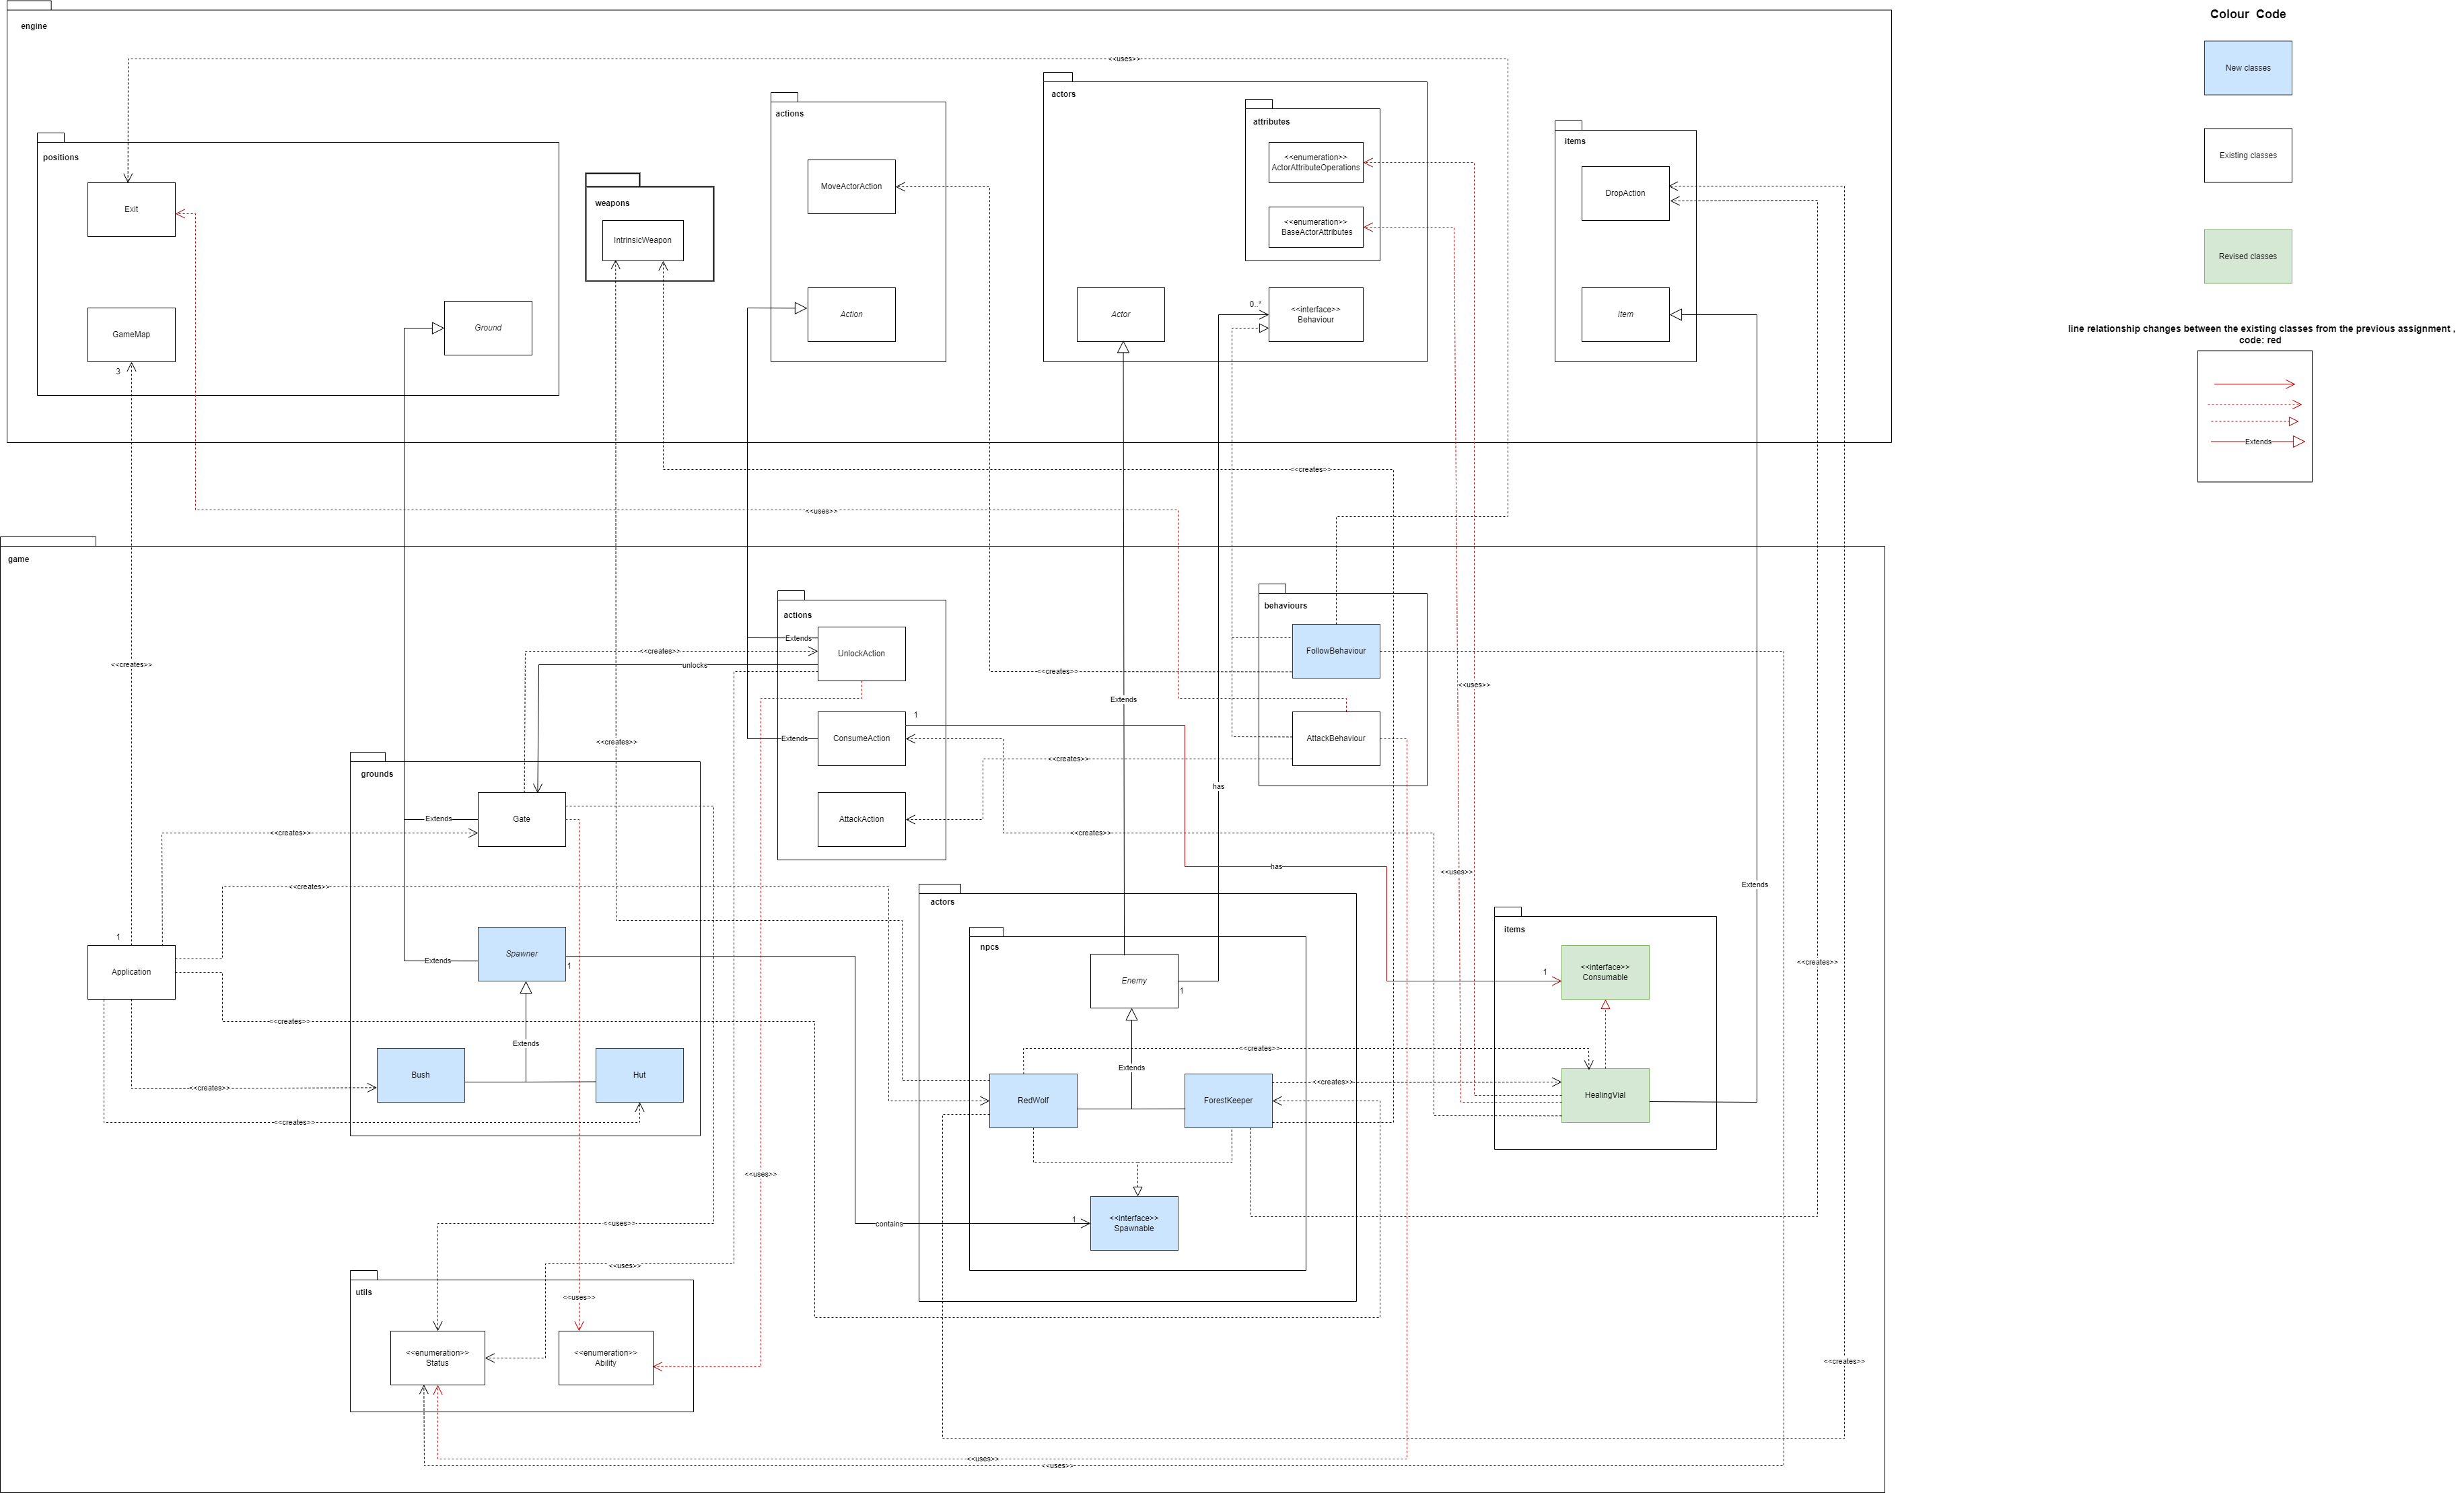 Colour  Code
New classes
Existing classes
Revised classes
line relationship changes between the existing classes from the previous assignment ,
code: red
Extends
engine
<<uses>>
positions
Exit
GameMap
3
Ground
weapons
IntrinsicWeapon
actions
MoveActorAction
Action
actors
attributes
<<enumeration>>
ActorAttributeOperations
<<enumeration>>
BaseActorAttributes
Actor
0..*
<<interface>>
Behaviour
items
DropAction
Item
<<creates>>
<<uses>>
game
actions
Extends
UnlockAction
<<creates>>
unlocks
<<creates>>
1
Extends
ConsumeAction
AttackAction
behaviours
FollowBehaviour
<<creates>>
AttackBehaviour
<<creates>>
<<creates>>
<<uses>>
Extends
has
<<creates>>
has
<<uses>>
Extends
grounds
Gate
Extends
<<creates>>
<<creates>>
Spawner
1
Extends
Extends
Bush
Hut
1
Application
<<creates>>
<<creates>>
<<creates>>
actors
npcs
Enemy
1
Extends
RedWolf
ForestKeeper
<<creates>>
<<creates>>
<<interface>>
Spawnable
1
contains
items
<<interface>>
Consumable
1
HealingVial
<<creates>>
<<creates>>
<<uses>>
<<uses>>
<<uses>>
<<uses>>
utils
<<enumeration>>
Status
<<enumeration>>
Ability
<<uses>>
<<uses>>